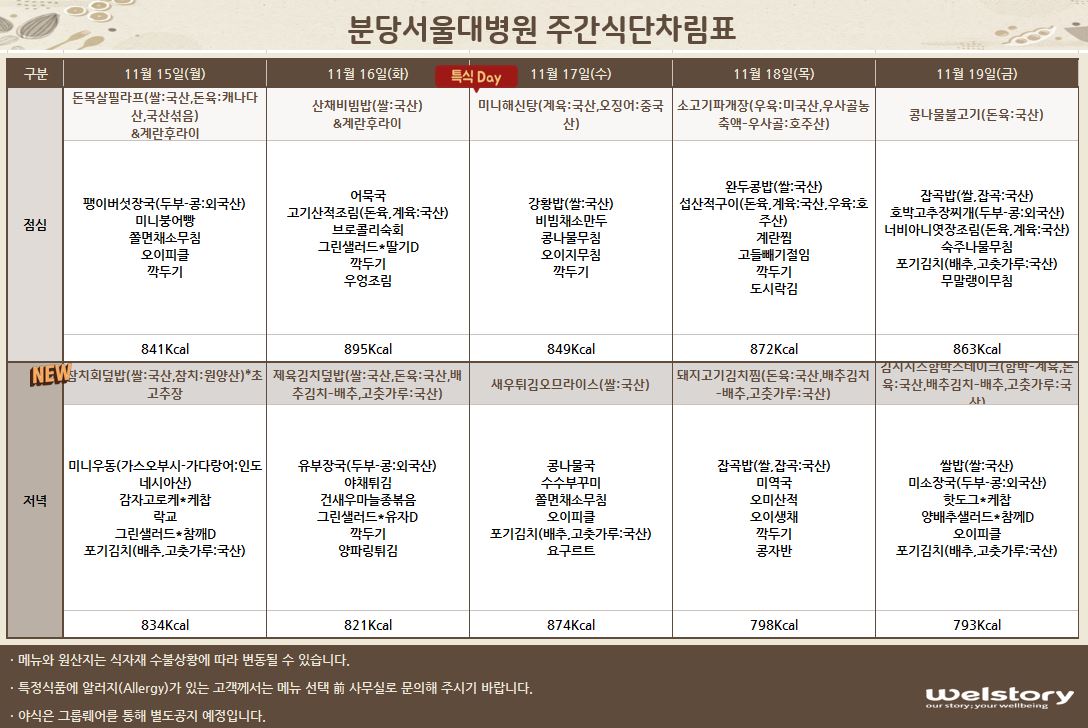 분당서울대병원 주간식단차림표
구분
11월 15일(월)
11월 16일(화)
특식 Day
11월 17일(수)
11월 18일(목)
11월 19일(금)
점심
돈목살필라프(쌀:국산,돈육:캐나다
산,국산섞음)
&계란후라이
팽이버섯장국(두부-콩:외국산)
미니붕어빵
쫄면채소무침
오이피클
깍두기
841Kcal
산채비빔밥(쌀:국산)
&계란후라이
어묵국
고기산적조림(돈육,계육:국산)
브로콜리숙회
그린샐러드*딸기D
깍두기
우엉조림
895Kcal
미니해신탕(계육:국산,오징어:중국
산)
강황밥(쌀:국산)
비빔채소만두
콩나물무침
오이지무침
깍두기
849Kcal
소고기파개장(우육:미국산,우사골농
축액-우사골:호주산)
완두콩밥(쌀:국산)
섭산적구이(돈육,계육:국산,우육:호
주산)
계란찜
고들빼기절임
깍두기
도시락김
872Kcal
콩나물불고기(돈육:국산)
잡곡밥(쌀,잡곡:국산)
호박고추장찌개(두부-콩:외국산)
너비아니엿장조림(돈육,계육:국산)
숙주나물무침
포기김치(배추,고춧가루:국산)
무말랭이무침
863Kcal
저녁
NEW
참치회덮밥(쌀:국산,참치:원양산)*초
고추장
미니우동(가스오부시-가다랑어:인도
네시아산)
감자고로케*케찹
락교
그린샐러드*참깨D
포기김치(배추,고춧가루:국산)
834Kcal
제육김치덮밥(쌀:국산,돈육:국산,배
추김치-배추,고춧가루:국산)
유부장국(두부-콩:외국산)
야채튀김
건새우마늘종볶음
그린샐러드*유자D
깍두기
양파링튀김
821Kcal
새우튀김오므라이스(쌀:국산)
콩나물국
수수부꾸미
쫄면채소무침
오이피클
포기김치(배추,고춧가루:국산)
요구르트
874Kcal
돼지고기김치찜(돈육:국산,배추김치
-배추,고춧가루:국산)
잡곡밥(쌀,잡곡:국산)
미역국
오미산적
오이생채
깍두기
콩자반
798Kcal
김치치즈함박스테이크(함박-계육,돈
육:국산,배추김치-배추,고춧가루:국
산)
쌀밥(쌀:국산)
미소장국(두부-콩:외국산)
핫도그*케찹
양배추샐러드*참깨D
오이피클
포기김치(배추,고춧가루:국산)
793Kcal
· 메뉴와 원산지는 식자재 수불상황에 따라 변동될 수 있습니다.
· 특정식품에 알러지(Allergy)가 있는 고객께서는 메뉴 선택 前 사무실로 문의해 주시기 바랍니다.
· 야식은 그룹웨어를 통해 별도공지 예정입니다.
welstory
our story; your wellbeing